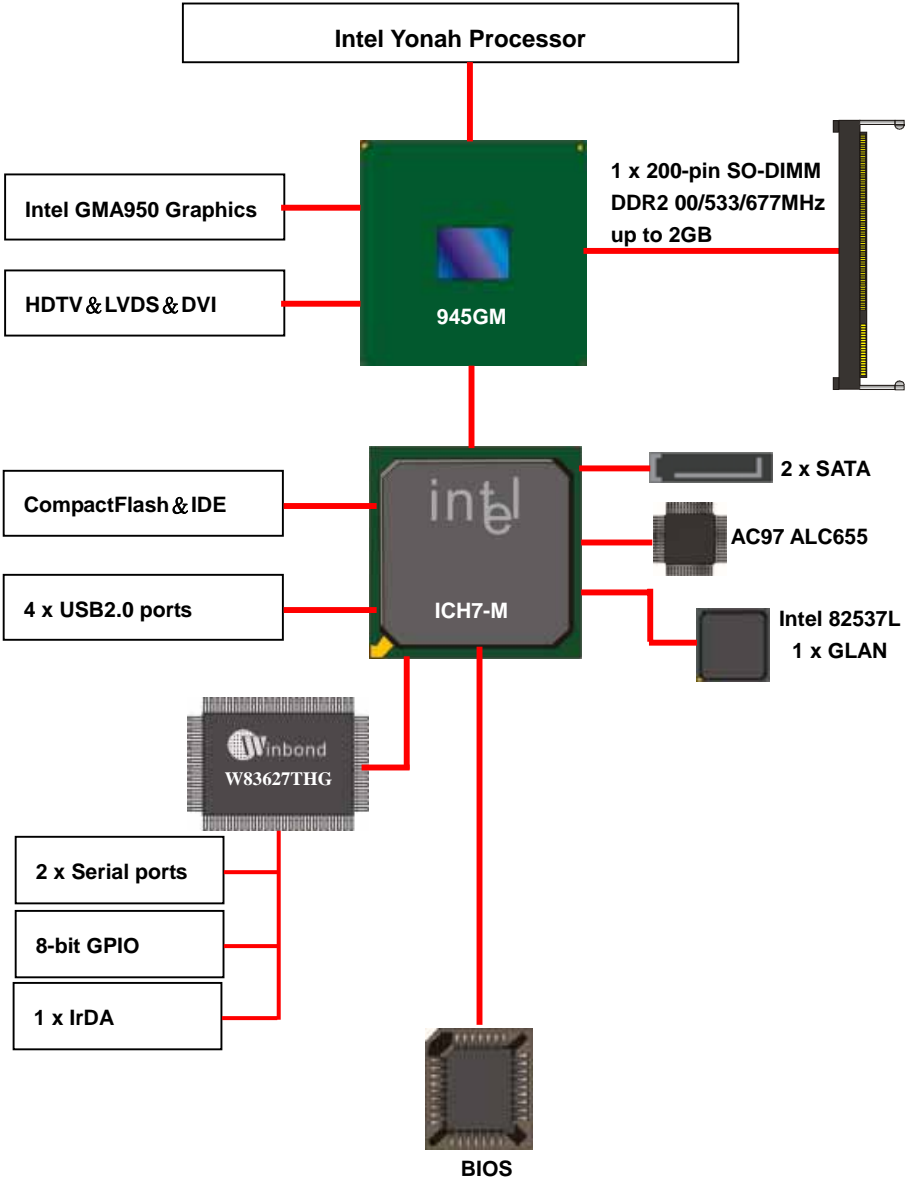 Intel Yonah Processor
1 x 200-pin SO-DIMM
DDR2 00/533/677MHz
up to 2GB
Intel GMA950 Graphics
HDTV＆LVDS＆DVI
945GM
CompactFlash＆IDE
4 x USB2.0 ports
intel
ICH7-M
2 x SATA
AC97 ALC655
Intel 82537L
1 x GLAN
Winbond
W83627THG
2 x Serial ports
8-bit GPIO
1 x IrDA
BIOS